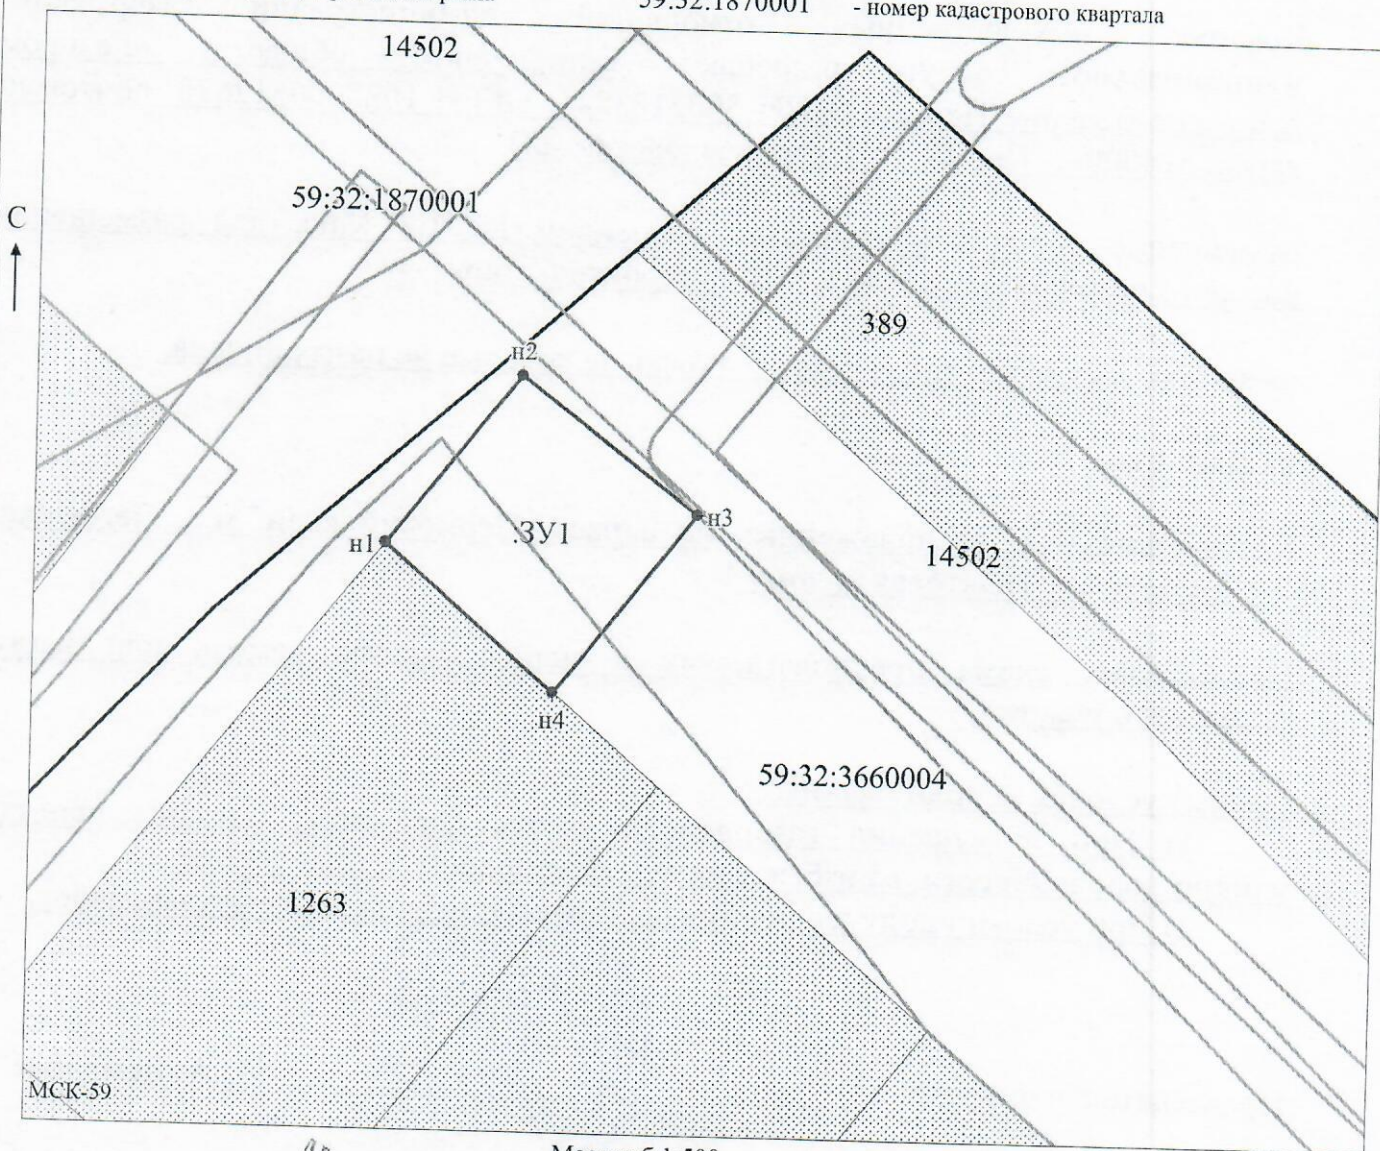 59:32:1870001 - номер кадастрового квартала
14502
59:32:1870001
С
389
н2
н3
:ЗУ1
н1
14502
н4
59:32:3660004
1263
МСК-59